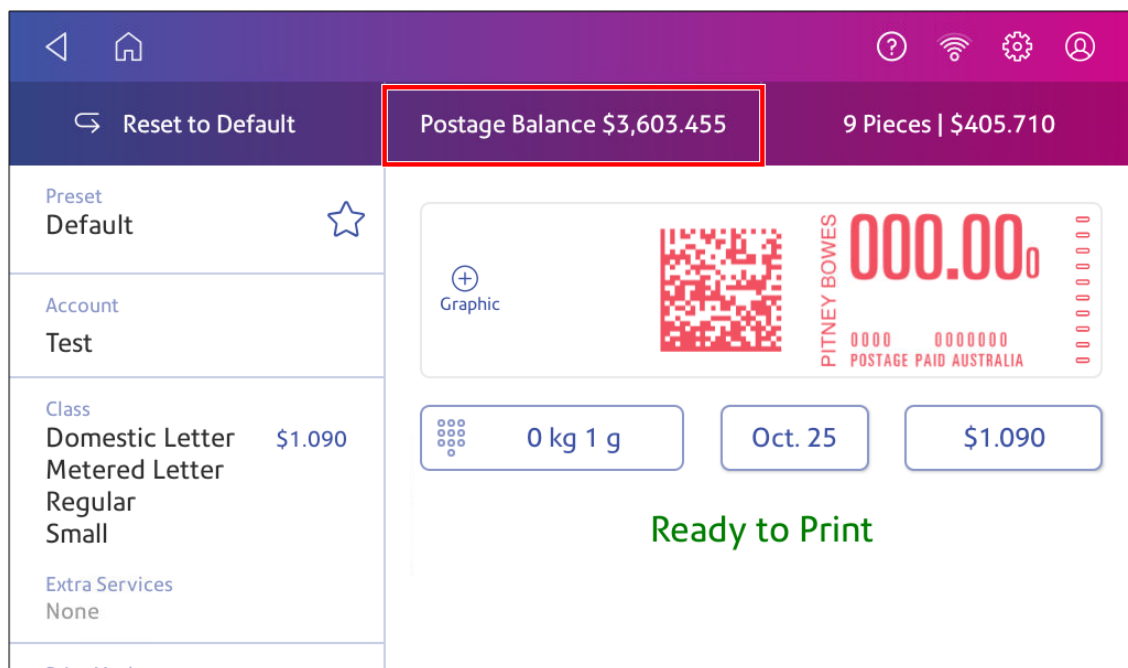 Reset to Default
Postage Balance $3,603.455
9 Pieces | $405.710
Preset
Default
Account
Test
Class
Domestic Letter $1.090
Metered Letter
Regular
Small
Extra Services
None
Graphic
PITNEY BOWES
000.000
0000 0000000
POSTAGE PAID AUSTRALIA
00000000
0 kg 1 g
Oct. 25
$1.090
Ready to Print